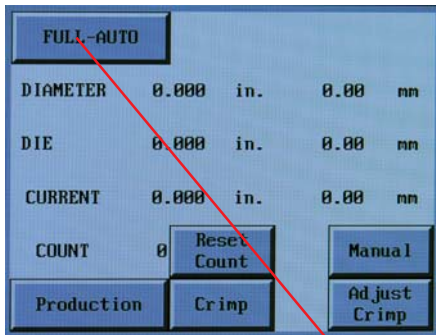 FULL-AUTO
DIAMETER 0.000 in. 0.00 mm
DIE 0.000 in. 0.00 mm
CURRENT 0.000 in. 0.00 mm
COUNT 0 Reset Count Manual
Production Crimp Adjust Crimp